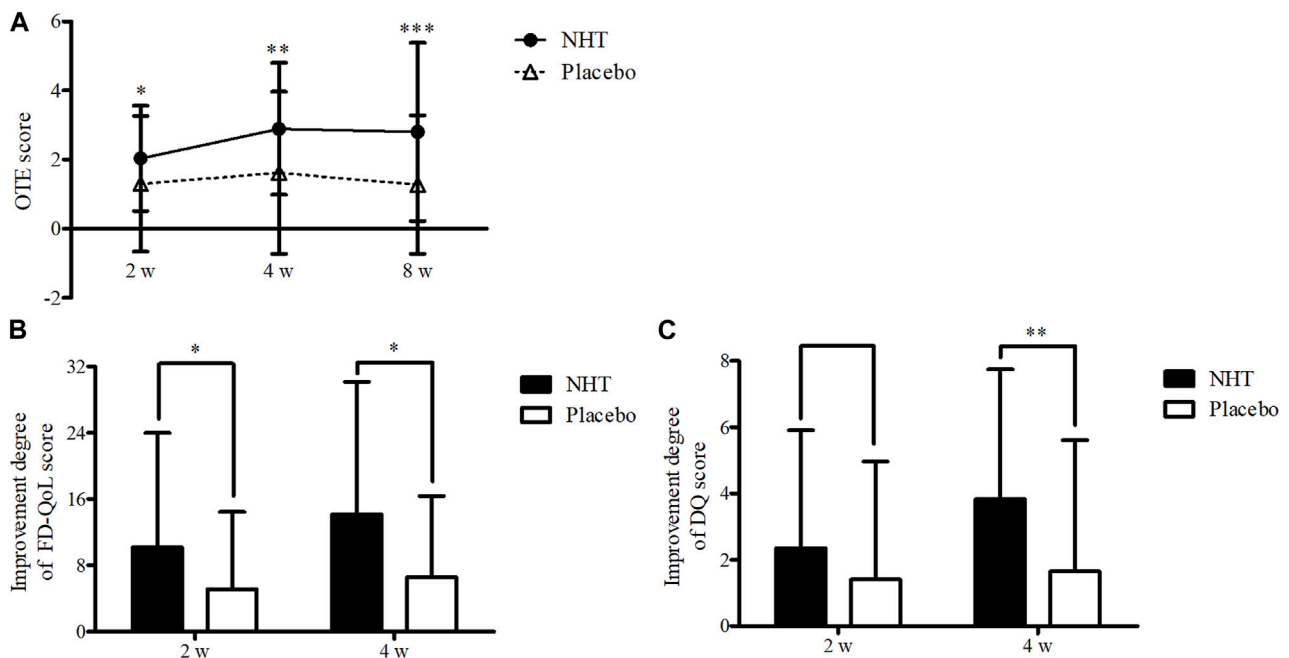 A
6
4
2
0
-2
OTE score
*
**
***
2 w
4 w
8 w
NHT
Placebo
B
32
24
16
8
0
Improvement degree
of FD-QoL score
*
*
2 w
4 w
NHT
Placebo
C
8
6
4
2
0
Improvement degree
of DQ score
**
2 w
4 w
NHT
Placebo